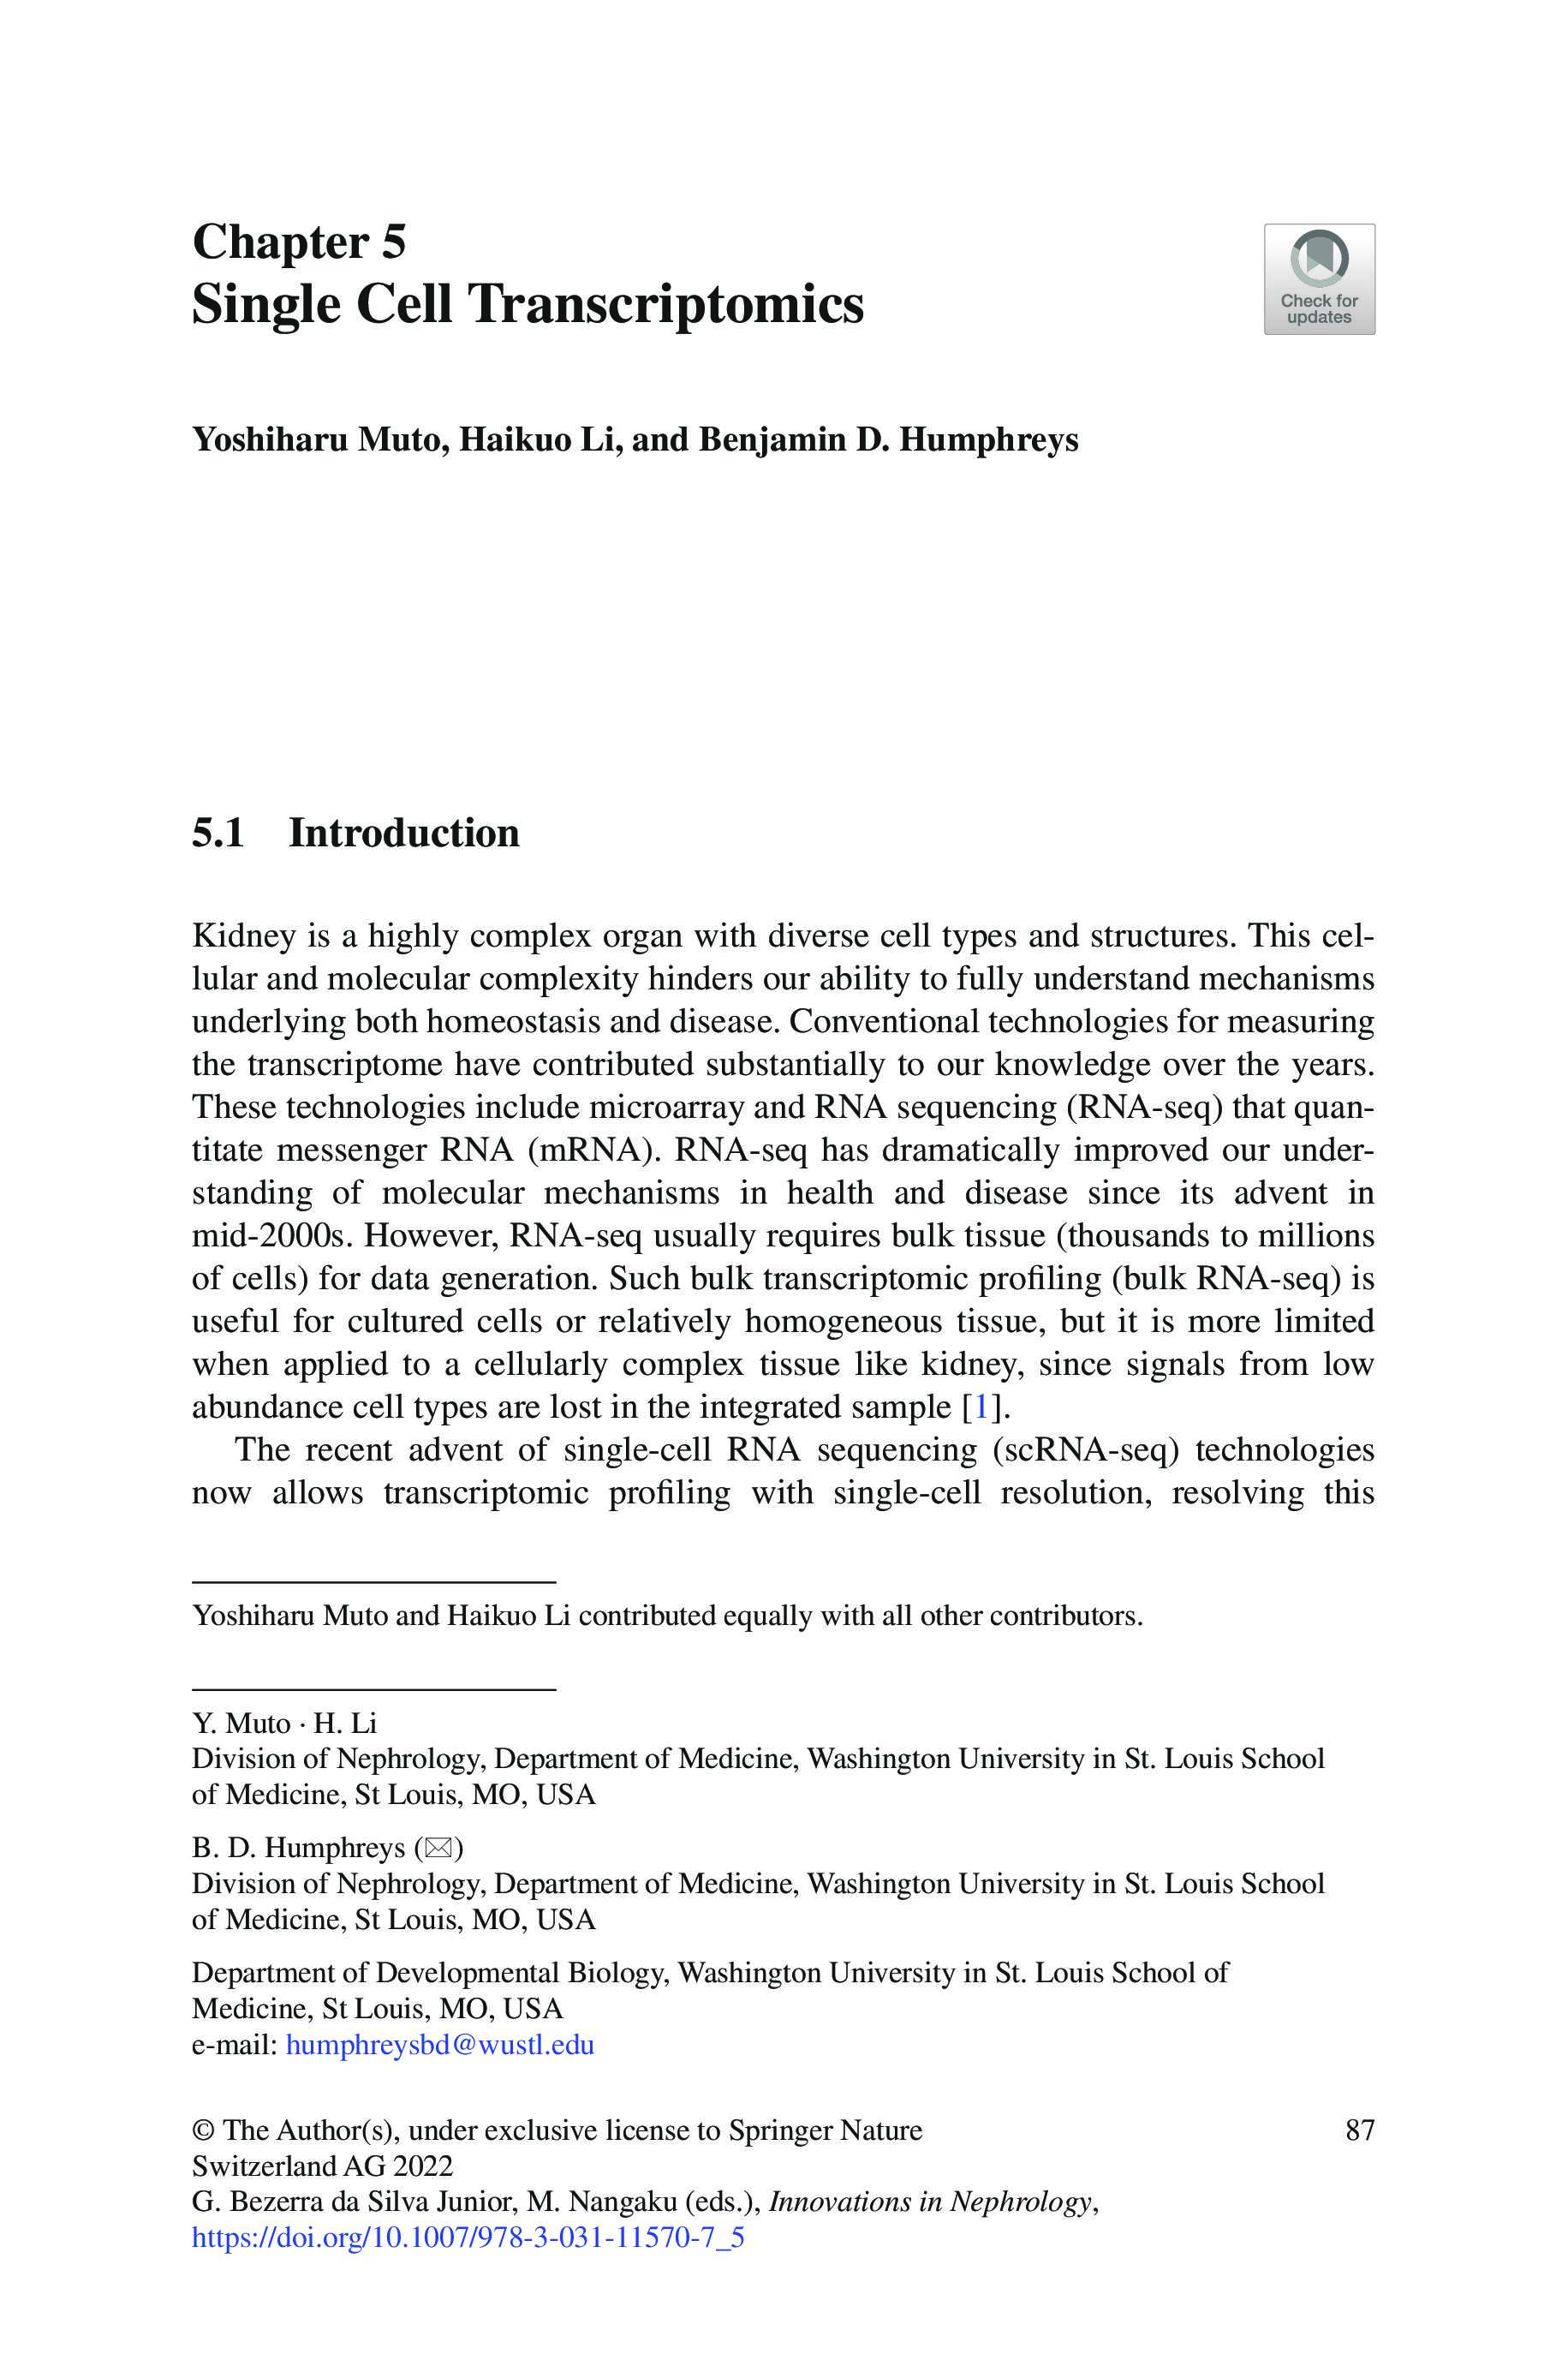 Chapter 5
Single Cell Transcriptomics
Check for
updates
Yoshiharu Muto, Haikuo Li, and Benjamin D. Humphreys
5.1 Introduction
Kidney is a highly complex organ with diverse cell types and structures. This cel-
lular and molecular complexity hinders our ability to fully understand mechanisms
underlying both homeostasis and disease. Conventional technologies for measuring
the transcriptome have contributed substantially to our knowledge over the years.
These technologies include microarray and RNA sequencing (RNA-seq) that quan-
titate messenger RNA (mRNA). RNA-seq has dramatically improved our under-
standing of molecular mechanisms in health and disease since its advent in
mid-2000s. However, RNA-seq usually requires bulk tissue (thousands to millions
of cells) for data generation. Such bulk transcriptomic profiling (bulk RNA-seq) is
useful for cultured cells or relatively homogeneous tissue, but it is more limited
when applied to a cellularly complex tissue like kidney, since signals from low
abundance cell types are lost in the integrated sample [1].
The recent advent of single-cell RNA sequencing (scRNA-seq) technologies
now allows transcriptomic profiling with single-cell resolution, resolving this
Yoshiharu Muto and Haikuo Li contributed equally with all other contributors.
Y. Muto · H. Li
Division of Nephrology, Department of Medicine, Washington University in St. Louis School
of Medicine, St Louis, MO, USA
B. D. Humphreys (✉)
Division of Nephrology, Department of Medicine, Washington University in St. Louis School
of Medicine, St Louis, MO, USA
Department of Developmental Biology, Washington University in St. Louis School of
Medicine, St Louis, MO, USA
e-mail: humphreysbd@wustl.edu
© The Author(s), under exclusive license to Springer Nature
Switzerland AG 2022
G. Bezerra da Silva Junior, M. Nangaku (eds.), Innovations in Nephrology,
https://doi.org/10.1007/978-3-031-11570-7_5
87